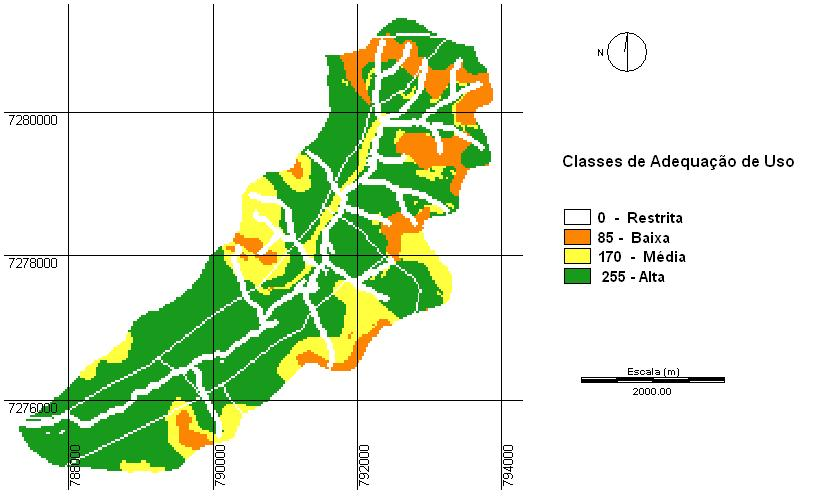 N
7280000
Classes de Adequação de Uso
0 - Restrita
85 - Baixa
7278000
170 - Média
255 - Alta
Escala (m)
2000.00
7276000
788000
790000
792000
794000